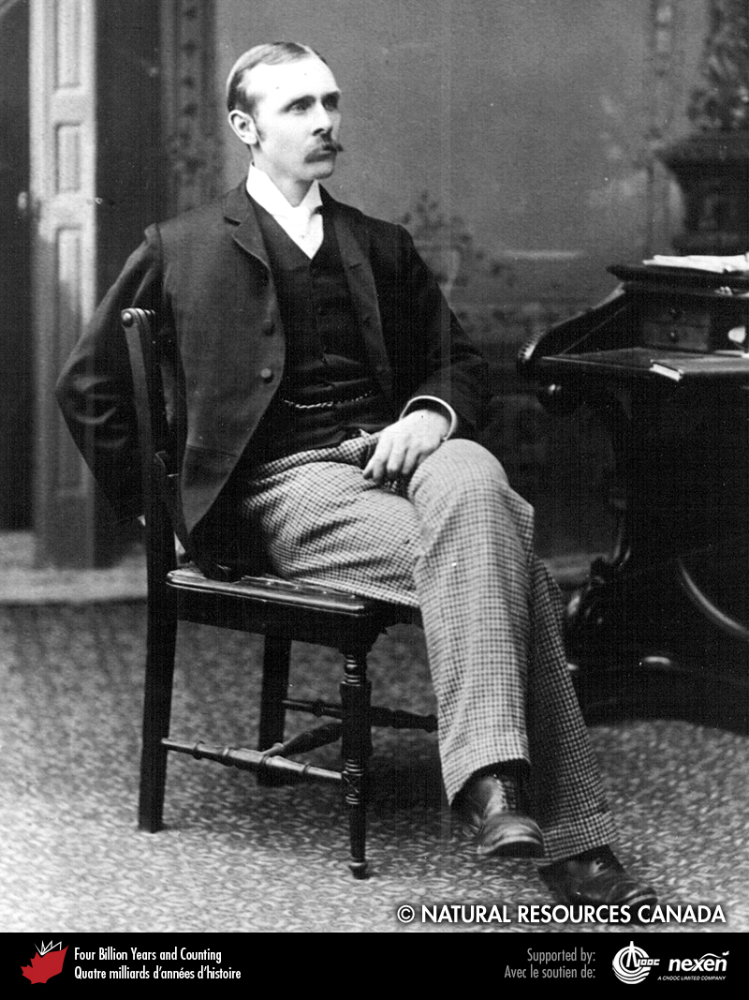 © NATURAL RESOURCES CANADA
Four Billion Years and Counting
Quatre milliards d'années d'histoire
Supported by:
Avec le soutien de:
CNOOC
nexen
A CNOOC LIMITED COMPANY